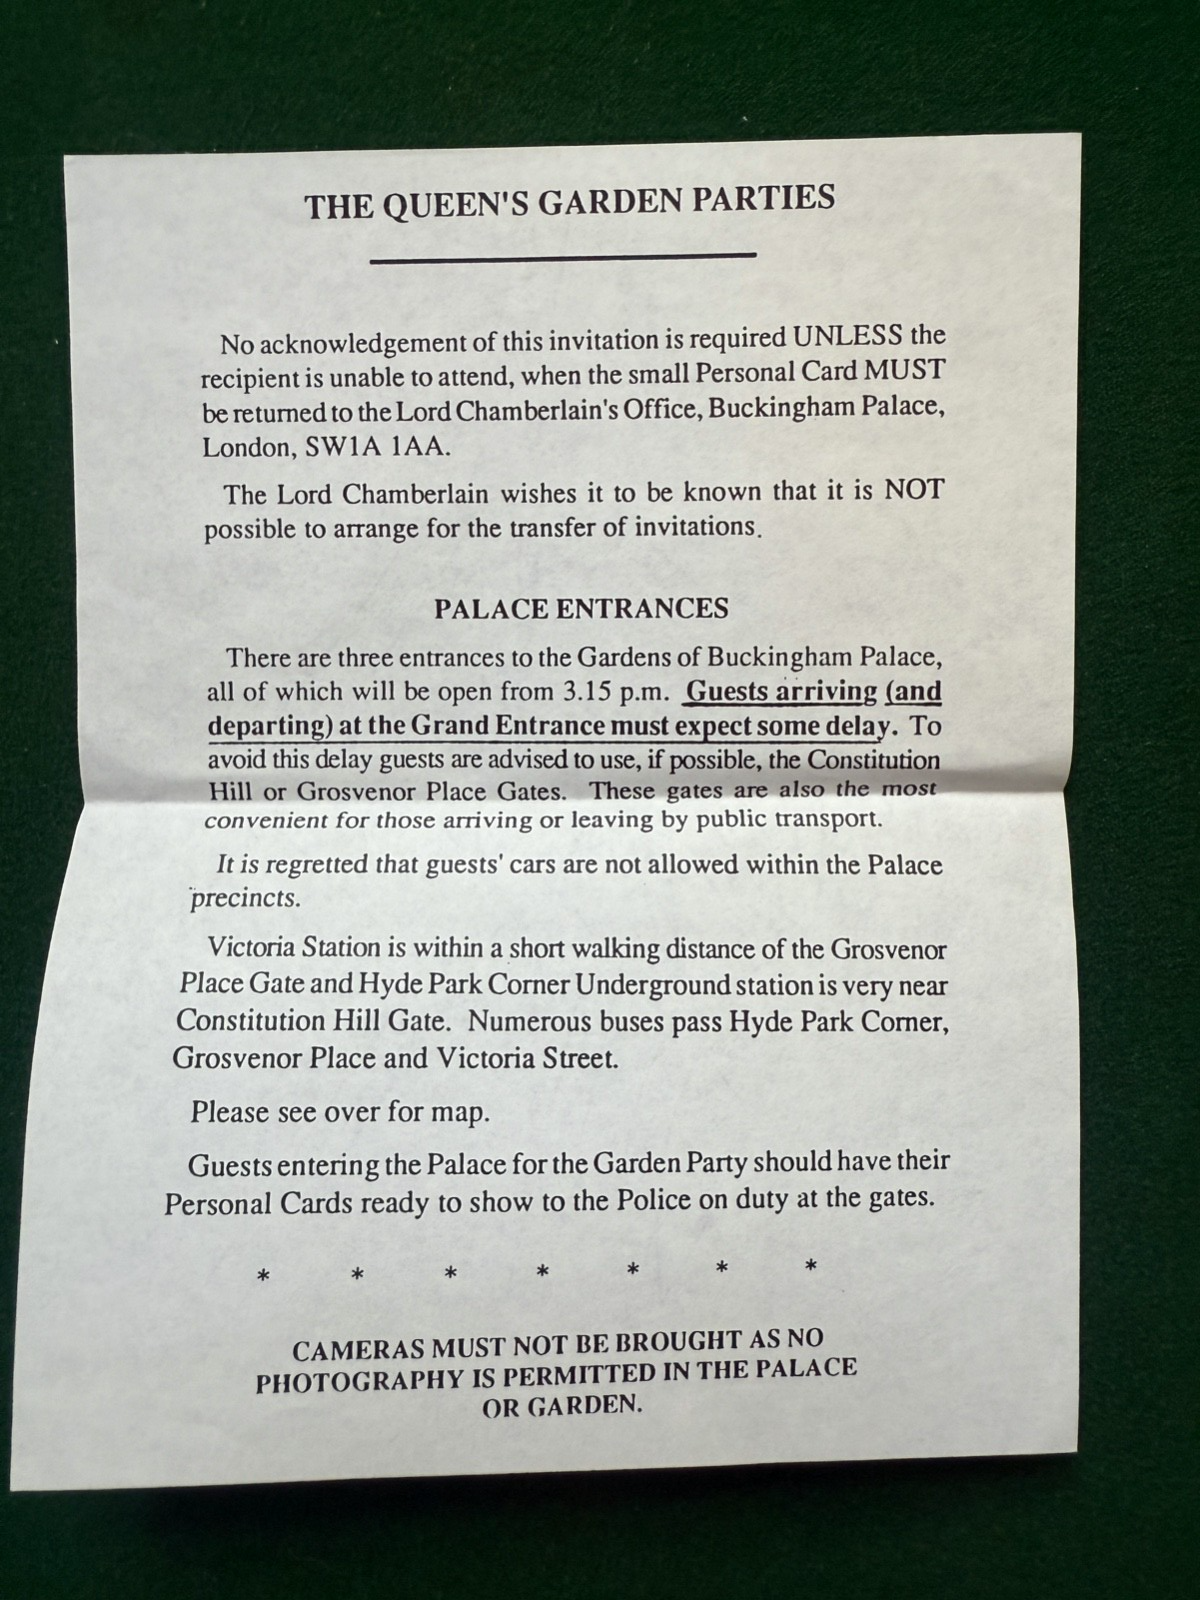 THE QUEEN'S GARDEN PARTIES
No acknowledgement of this invitation is required UNLESS the
recipient is unable to attend, when the small Personal Card MUST
be returned to the Lord Chamberlain's Office, Buckingham Palace,
London, SW1A 1AA.
The Lord Chamberlain wishes it to be known that it is NOT
possible to arrange for the transfer of invitations.
PALACE ENTRANCES
There are three entrances to the Gardens of Buckingham Palace,
all of which will be open from 3.15 p.m. Guests arriving (and
departing) at the Grand Entrance must expect some delay. To
avoid this delay guests are advised to use, if possible, the Constitution
Hill or Grosvenor Place Gates. These gates are also the most
convenient for those arriving or leaving by public transport.
It is regretted that guests' cars are not allowed within the Palace
precincts.
Victoria Station is within a short walking distance of the Grosvenor
Place Gate and Hyde Park Corner Underground station is very near
Constitution Hill Gate. Numerous buses pass Hyde Park Corner,
Grosvenor Place and Victoria Street.
Please see over for map.
Guests entering the Palace for the Garden Party should have their
Personal Cards ready to show to the Police on duty at the gates.
* * * * * * *
CAMERAS MUST NOT BE BROUGHT AS NO
PHOTOGRAPHY IS PERMITTED IN THE PALACE
OR GARDEN.